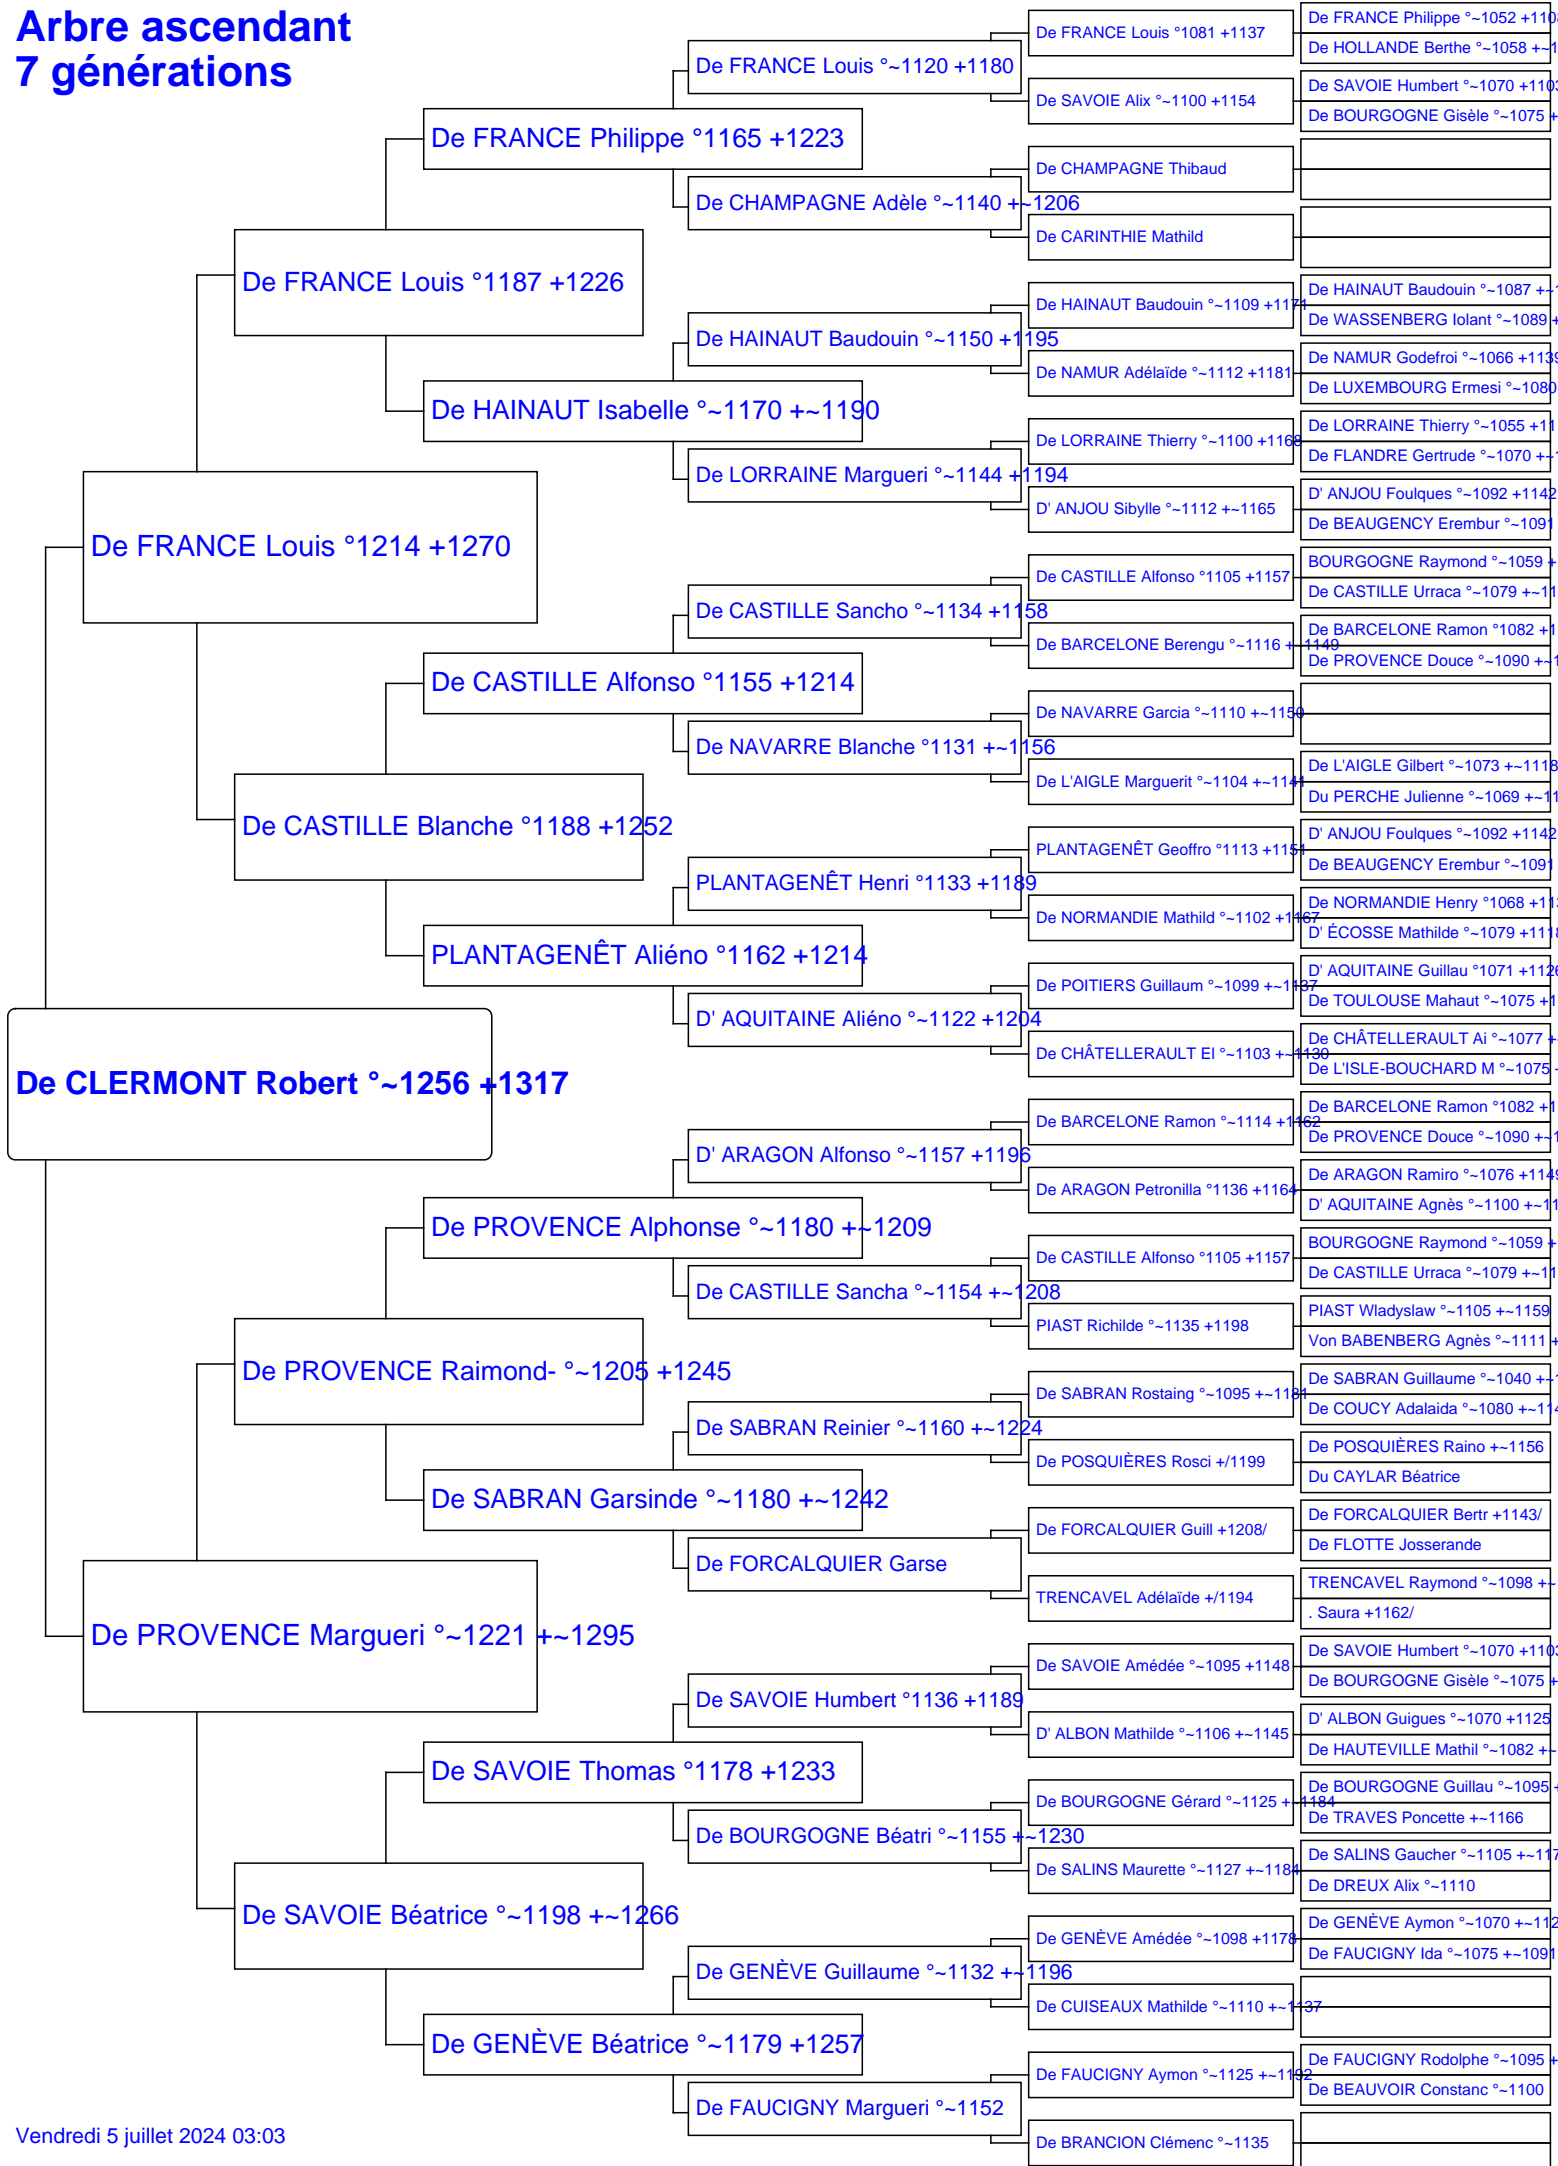 Arbre ascendant
7 générations
De CLERMONT Robert °~1256 +1317
De FRANCE Louis °1214 +1270
De PROVENCE Margueri °~1221 +~1295
De FRANCE Louis °1187 +1226
De CASTILLE Blanche °1188 +1252
De PROVENCE Raimond- °~1205 +1245
De SAVOIE Béatrice °~1198 +~1266
De FRANCE Philippe °1165 +1223
De HAINAUT Isabelle °~1170 +~1190
De CASTILLE Alfonso °1155 +1214
PLANTAGENÊT Aliéno °1162 +1214
De PROVENCE Alphonse °~1180 +~1209
De SABRAN Garsinde °~1180 +~1242
De SAVOIE Thomas °1178 +1233
De GENÈVE Béatrice °~1179 +1257
De FRANCE Louis °~1120 +1180
De CHAMPAGNE Adèle °~1140 +~1206
De HAINAUT Baudouin °~1150 +1195
De LORRAINE Margueri °~1144 +1194
De CASTILLE Sancho °~1134 +1158
De NAVARRE Blanche °1131 +~1156
PLANTAGENÊT Henri °1133 +1189
D' AQUITAINE Aliéno °~1122 +1204
D' ARAGON Alfonso °~1157 +1196
De CASTILLE Sancha °~1154 +~1208
De SABRAN Reinier °~1160 +~1224
De FORCALQUIER Garse
De SAVOIE Humbert °1136 +1189
De BOURGOGNE Béatri °~1155 +~1230
De GENÈVE Guillaume °~1132 +~1196
De FAUCIGNY Margueri °~1152
De FRANCE Louis °1081 +1137
De SAVOIE Alix °~1100 +1154
De CHAMPAGNE Thibaud
De CARINTHIE Mathild
De HAINAUT Baudouin °~1109 +1171
De NAMUR Adélaïde °~1112 +1181
De LORRAINE Thierry °~1100 +1168
D' ANJOU Sibylle °~1112 +~1165
De CASTILLE Alfonso °1105 +1157
De BARCELONE Berengu °~1116 +~1149
De NAVARRE Garcia °~1110 +~1150
De L'AIGLE Marguerit °~1104 +~1141
PLANTAGENÊT Geoffro °1113 +1151
De NORMANDIE Mathild °~1102 +1167
De POITIERS Guillaum °~1099 +~1137
De CHÂTELLERAULT El °~1103 +~1130
De BARCELONE Ramon °~1114 +1162
De ARAGON Petronilla °1136 +1164
De CASTILLE Alfonso °1105 +1157
PIAST Richilde °~1135 +1198
De SABRAN Rostaing °~1095 +~1181
De POSQUIÈRES Rosci +/1199
De FORCALQUIER Guill +1208/
TRENCAVEL Adélaïde +/1194
De SAVOIE Amédée °~1095 +1148
D' ALBON Mathilde °~1106 +~1145
De BOURGOGNE Gérard °~1125 +~1184
De SALINS Maurette °~1127 +~1184
De GENÈVE Amédée °~1098 +1178
De CUISEAUX Mathilde °~1110 +~1137
De FAUCIGNY Aymon °~1125 +~1192
De BRANCION Clémenc °~1135
De FRANCE Philippe °~1052 +110
De HOLLANDE Berthe °~1058 +~1
De SAVOIE Humbert °~1070 +1103
De BOURGOGNE Gisèle °~1075 +
De HAINAUT Baudouin °~1087 +~1
De WASSENBERG Iolant °~1089 +
De NAMUR Godefroi °~1066 +1139
De LUXEMBOURG Ermesi °~1080
De LORRAINE Thierry °~1055 +11
De FLANDRE Gertrude °~1070 +~1
D' ANJOU Foulques °~1092 +1142
De BEAUGENCY Erembur °~1091
BOURGOGNE Raymond °~1059 +
De CASTILLE Urraca °~1079 +~11
De BARCELONE Ramon °1082 +1
De PROVENCE Douce °~1090 +~1
De L'AIGLE Gilbert °~1073 +~1118
Du PERCHE Julienne °~1069 +~11
D' ANJOU Foulques °~1092 +1142
De BEAUGENCY Erembur °~1091
De NORMANDIE Henry °1068 +113
D' ÉCOSSE Mathilde °~1079 +1118
D' AQUITAINE Guillau °1071 +1126
De TOULOUSE Mahaut °~1075 +1
De CHÂTELLERAULT Ai °~1077 +
De L'ISLE-BOUCHARD M °~1075
De BARCELONE Ramon °1082 +1
De PROVENCE Douce °~1090 +~1
De ARAGON Ramiro °~1076 +1149
D' AQUITAINE Agnès °~1100 +~11
BOURGOGNE Raymond °~1059 +
De CASTILLE Urraca °~1079 +~11
PIAST Wladyslaw °~1105 +~1159
Von BABENBERG Agnès °~1111 +
De SABRAN Guillaume °~1040 +~1
De COUCY Adalaida °~1080 +~114
De POSQUIÈRES Raino +~1156
Du CAYLAR Béatrice
De FORCALQUIER Bertr +1143/
De FLOTTE Josserande
TRENCAVEL Raymond °~1098 +~
. Saura +1162/
De SAVOIE Humbert °~1070 +1103
De BOURGOGNE Gisèle °~1075 +
D' ALBON Guigues °~1070 +1125
De HAUTEVILLE Mathil °~1082 +~
De BOURGOGNE Guillau °~1095 +
De TRAVES Poncette +~1166
De SALINS Gaucher °~1105 +~117
De DREUX Alix °~1110
De GENÈVE Aymon °~1070 +~112
De FAUCIGNY Ida °~1075 +~1091
De FAUCIGNY Rodolphe °~1095 +
De BEAUVOIR Constanc °~1100
Vendredi 5 juillet 2024 03:03